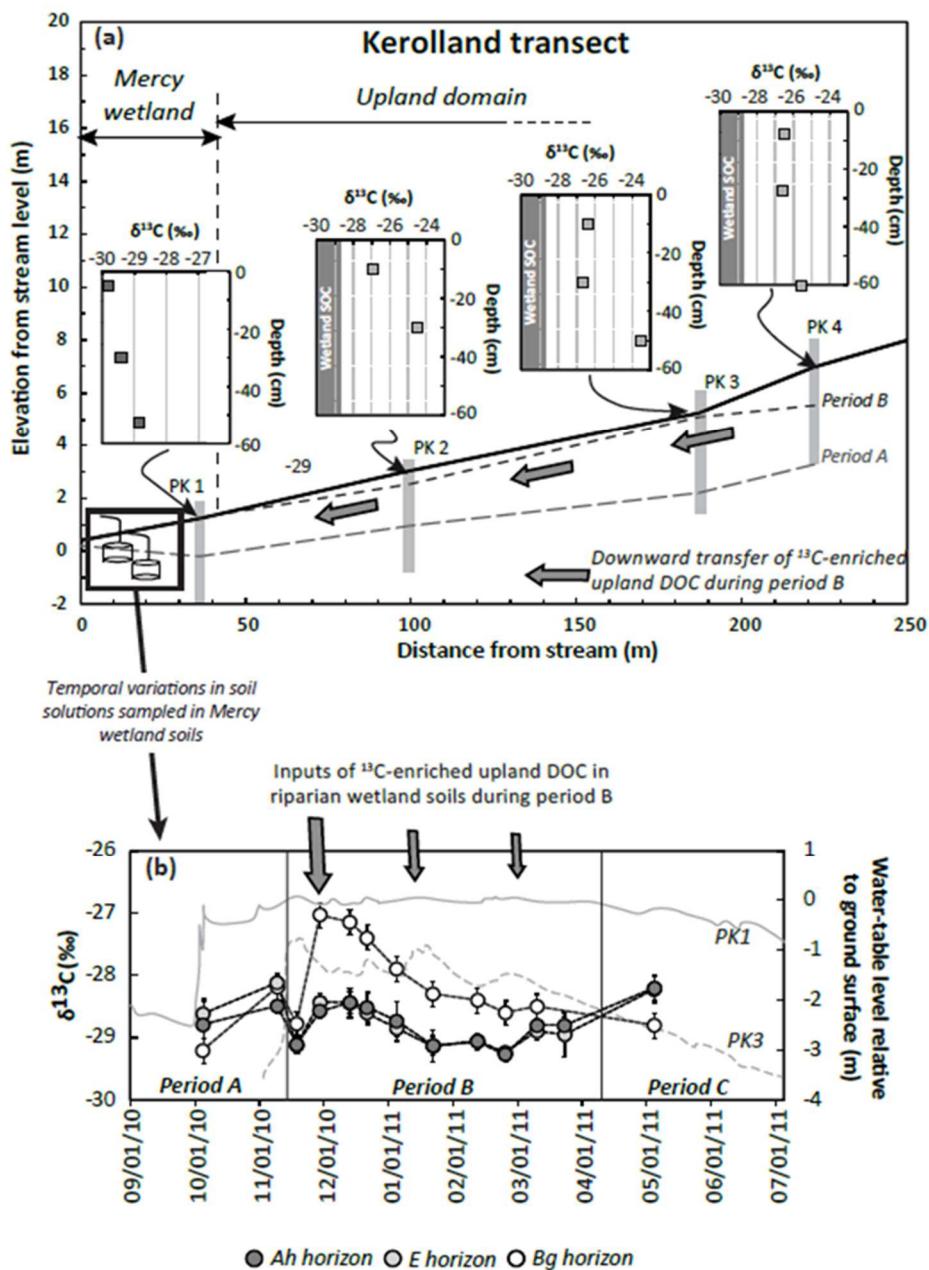 (a)
Kerolland transect
Mercy
wetland
Upland domain
Elevation from stream level (m)
20
18
16
14
12
10
8
6
4
2
0
-2
δ¹³C (‰)
-30 -29 -28 -27
0
-20
-40
-60
Depth (cm)
PK 1
δ¹³C (‰)
-30 -28 -26 -24
Wetland SOC
0
-20
-40
-60
Depth (cm)
PK 2
δ¹³C (‰)
-30 -28 -26 -24
Wetland SOC
0
-20
-40
-60
Depth (cm)
PK 3
δ¹³C (‰)
-30 -28 -26 -24
Wetland SOC
0
-20
-40
-60
Depth (cm)
PK 4
-29
Period B
Period A
Downward transfer of ¹³C-enriched
upland DOC during period B
0 50 100 150 200 250
Distance from stream (m)
Temporal variations in soil
solutions sampled in Mercy
wetland soils
Inputs of ¹³C-enriched upland DOC in
riparian wetland soils during period B
(b)
δ¹³C(‰)
-26
-27
-28
-29
-30
1
0
-1
-2
-3
-4
Water-table level relative
to ground surface (m)
PK1
PK3
Period A
Period B
Period C
09/01/10
10/01/10
11/01/10
12/01/10
01/01/11
02/01/11
03/01/11
04/01/11
05/01/11
06/01/11
07/01/11
Ah horizon E horizon Bg horizon